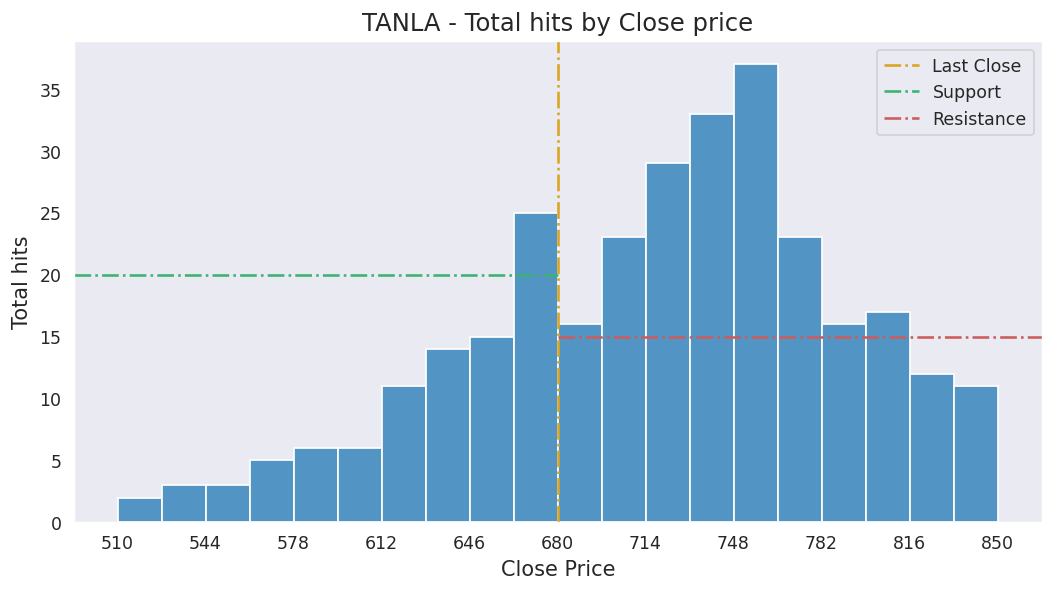 TANLA - Total hits by Close price
Last Close
Support
Resistance
Total hits
35
30
25
20
15
10
5
0
510 544 578 612 646 680 714 748 782 816 850
Close Price